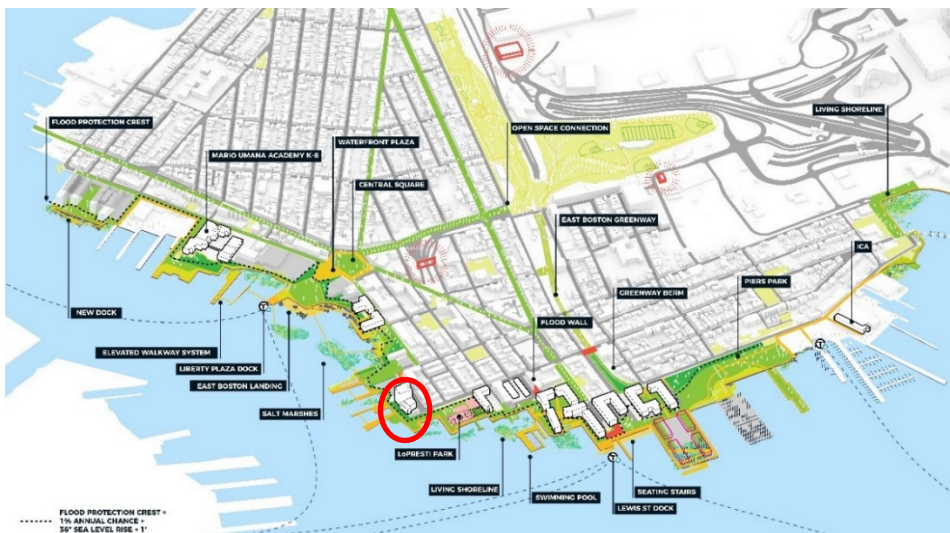 FLOOD PROTECTION CREST
MARIO UMANA ACADEMY K-8
WATERFRONT PLAZA
CENTRAL SQUARE
OPEN SPACE CONNECTION
LIVING SHORELINE
EAST BOSTON GREENWAY
ICA
PIERS PARK
GREENWAY BERM
FLOOD WALL
NEW DOCK
ELEVATED WALKWAY SYSTEM
LIBERTY PLAZA DOCK
EAST BOSTON LANDING
SALT MARSHES
LoPRESTI PARK
LIVING SHORELINE
SWIMMING POOL
SEATING STAIRS
LEWIS ST DOCK
FLOOD PROTECTION CREST =
1% ANNUAL CHANCE +
36" SEA LEVEL RISE + 1'